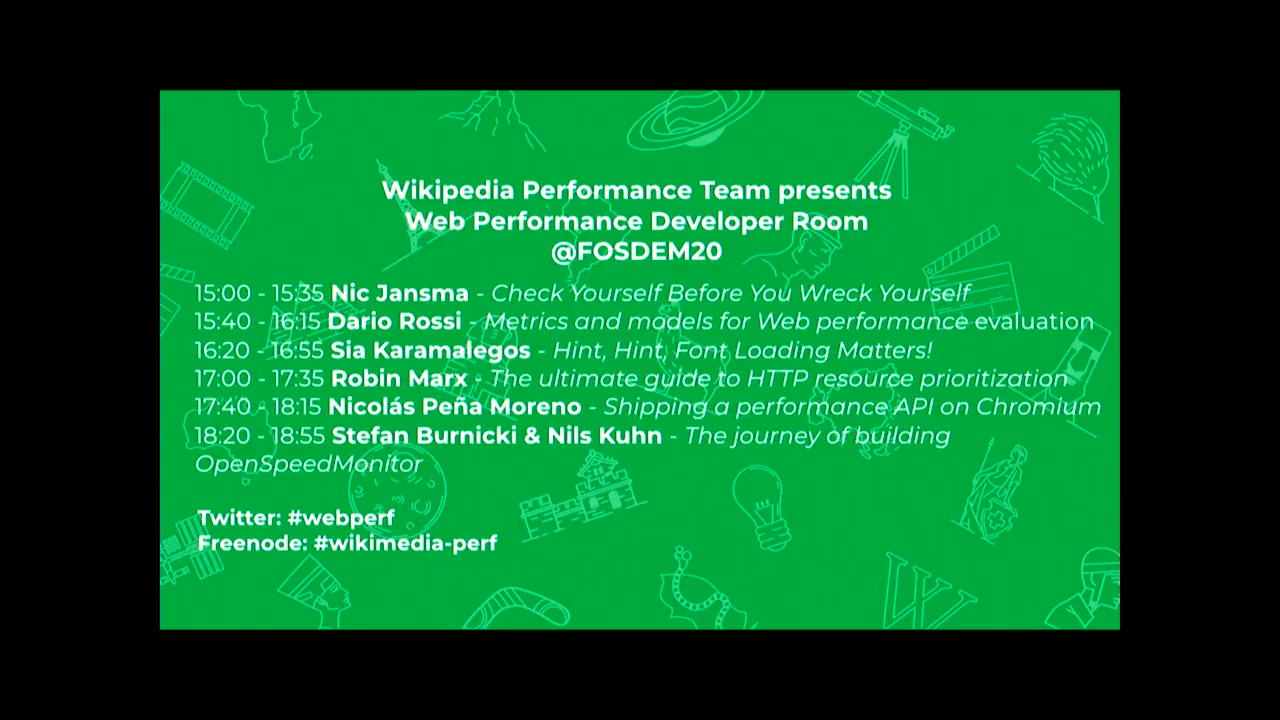 Wikipedia Performance Team presents
Web Performance Developer Room
@FOSDEM20
15:00 - 15:35 Nic Jansma - Check Yourself Before You Wreck Yourself
15:40 - 16:15 Dario Rossi - Metrics and models for Web performance evaluation
16:20 - 16:55 Sia Karamalegos - Hint, Hint, Font Loading Matters!
17:00 - 17:35 Robin Marx - The ultimate guide to HTTP resource prioritization
17:40 - 18:15 Nicolás Peña Moreno - Shipping a performance API on Chromium
18:20 - 18:55 Stefan Burnicki & Nils Kuhn - The journey of building
OpenSpeedMonitor
Twitter: #webperf
Freenode: #wikimedia-perf